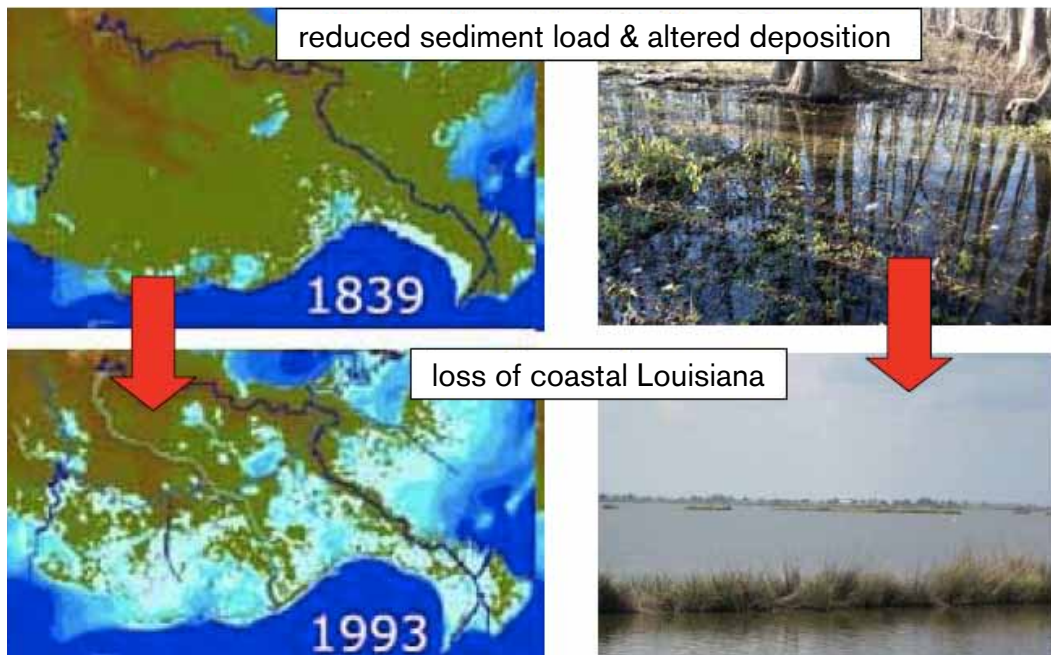 reduced sediment load & altered deposition
1839
loss of coastal Louisiana
1993